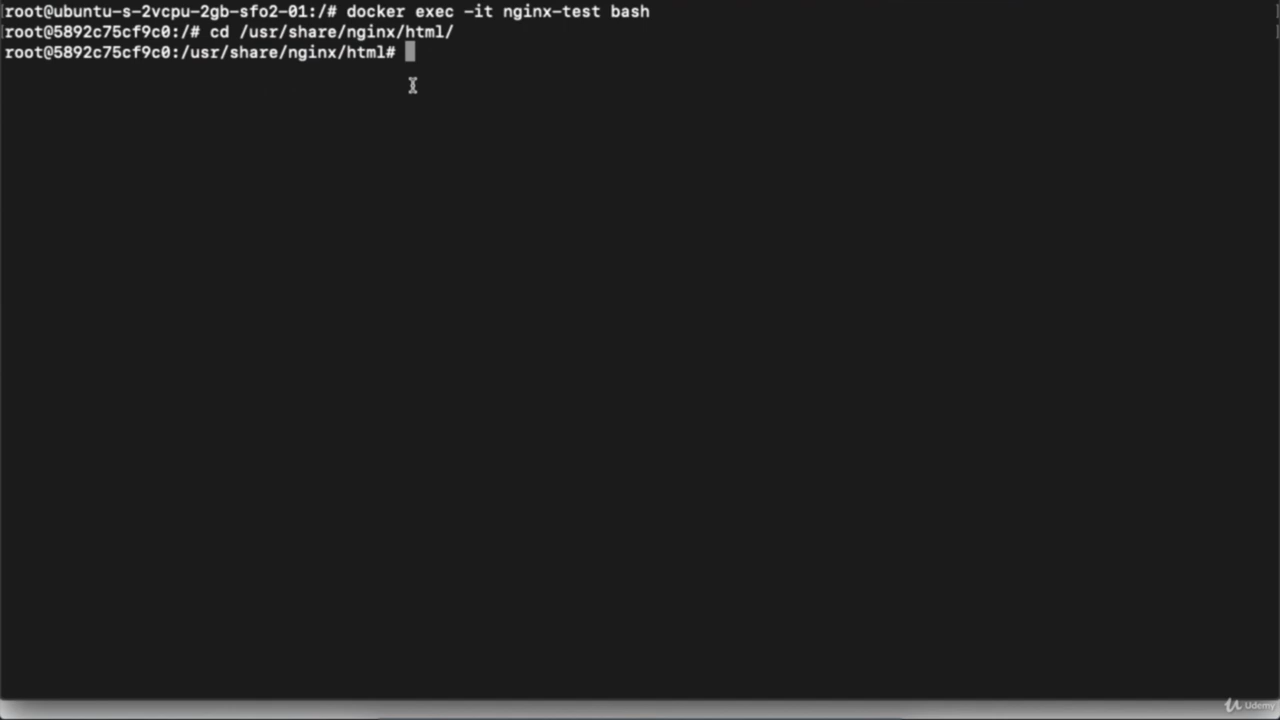 root@ubuntu-s-2vcpu-2gb-sfo2-01:/# docker exec -it nginx-test bash
root@5892c75cf9c0:/# cd /usr/share/nginx/html/
root@5892c75cf9c0:/usr/share/nginx/html#
Udemy